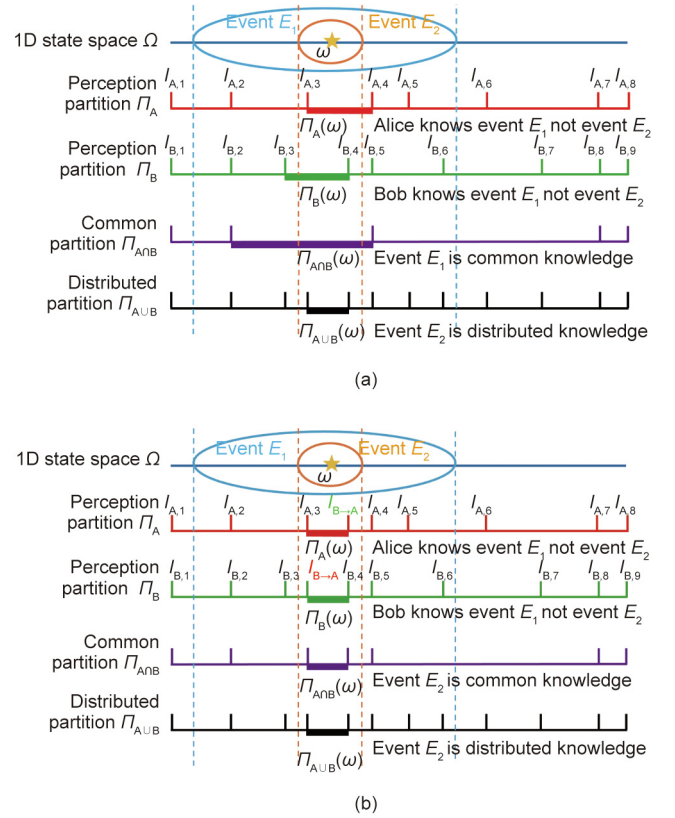 Event E1 Event E2
1D state space Ω
ω
Perception partition ΠA
IA,1 IA,2 IA,3 IA,4 IA,5 IA,6 IA,7 IA,8
ΠA(ω) Alice knows event E1 not event E2
Perception partition ΠB
IB,1 IB,2 IB,3 IB,4 IB,5 IB,6 IB,7 IB,8 IB,9
ΠB(ω) Bob knows event E1 not event E2
Common
partition ΠA∩B
ΠA∩B(ω) Event E1 is common knowledge
Distributed
partition ΠA∪B
ΠA∪B(ω) Event E2 is distributed knowledge
(a)
Event E1 Event E2
1D state space Ω
ω
Perception partition ΠA
IA,1 IA,2 IA,3 IB→A IA,4 IA,5 IA,6 IA,7 IA,8
ΠA(ω) Alice knows event E1 not event E2
Perception partition ΠB
IB,1 IB,2 IB,3 IB→A IB,4 IB,5 IB,6 IB,7 IB,8 IB,9
ΠB(ω) Bob knows event E1 not event E2
Common
partition ΠA∩B
ΠA∩B(ω) Event E2 is common knowledge
Distributed
partition ΠA∪B
ΠA∪B(ω) Event E2 is distributed knowledge
(b)